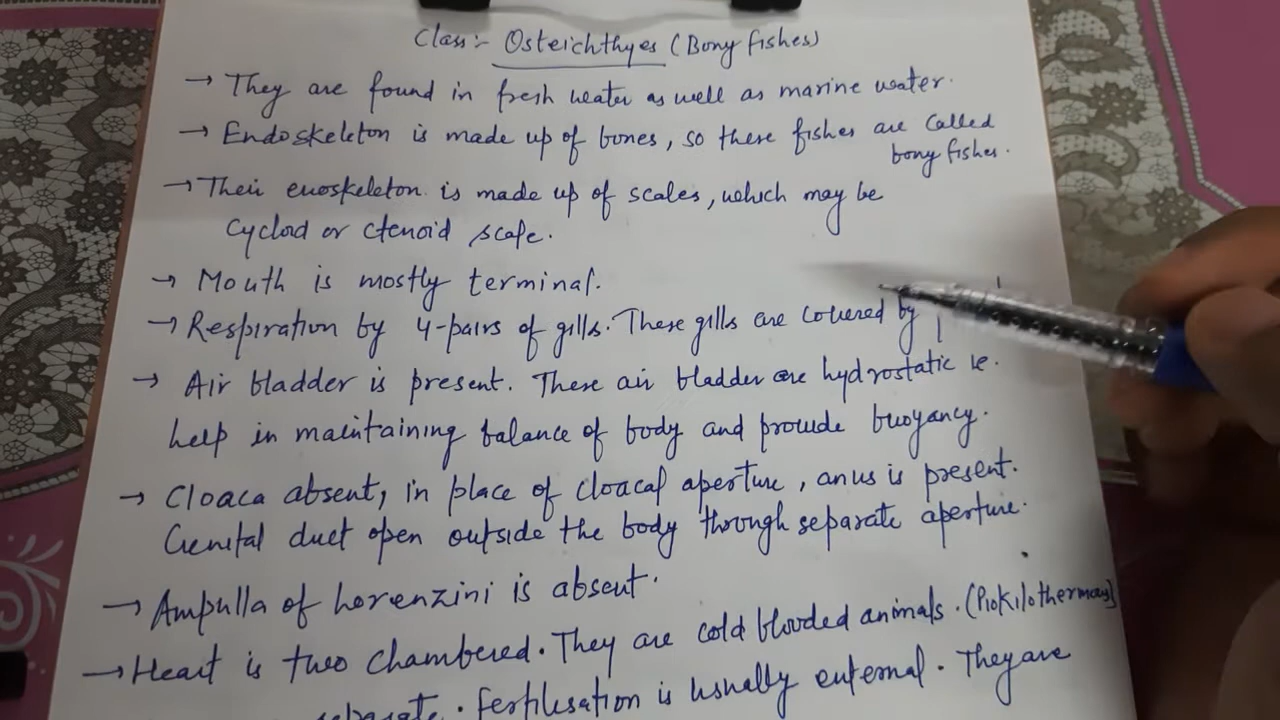 Class:- Osteichthyes (Bony fishes)
→ They are found in fresh water as well as marine water.
→ Endoskeleton is made up of bones, so these fishes are called
bony fishes.
→ Their exoskeleton is made up of scales, which may be
Cycloid or ctenoid scale.
→ Mouth is mostly terminal.
→ Respiration by 4-pairs of gills. These gills are covered by
→ Air bladder is present. These air bladder are hydrostatic ie.
help in maintaining balance of body and provide buoyancy.
→ Cloaca absent, in place of cloacal aperture, anus is present.
Genital duct open outside the body through separate aperture.
→ Ampulla of Lorenzini is absent.
→ Heart is two chambered. They are cold blooded animals. (Piokilothermous)
separate. Fertilisation is usually external. They are